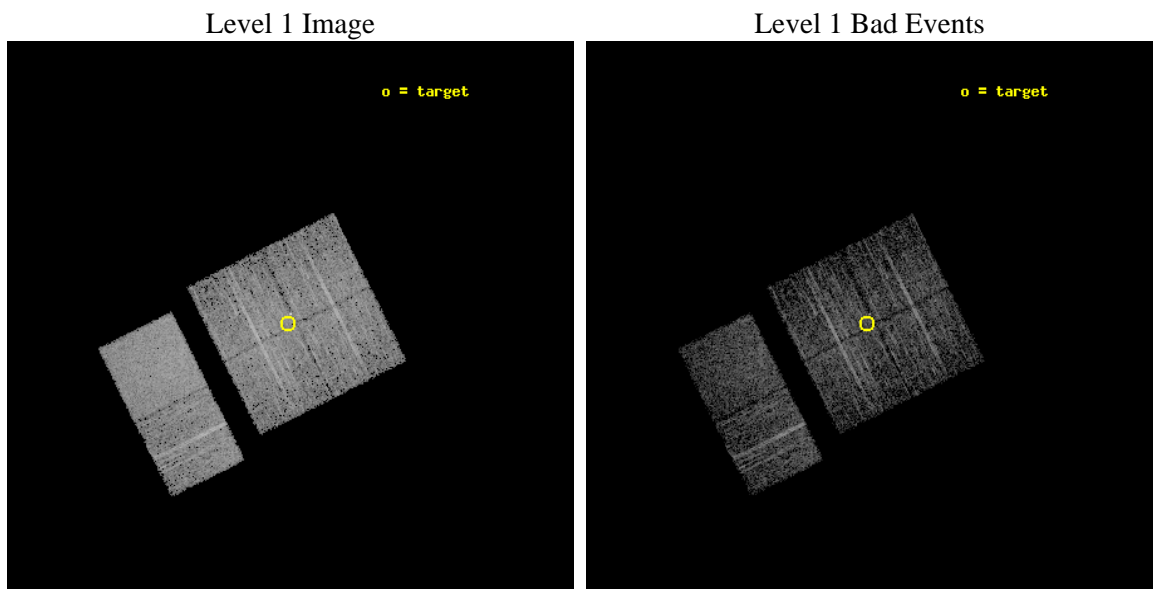 Level 1 Image
Level 1 Bad Events
o = target
o = target